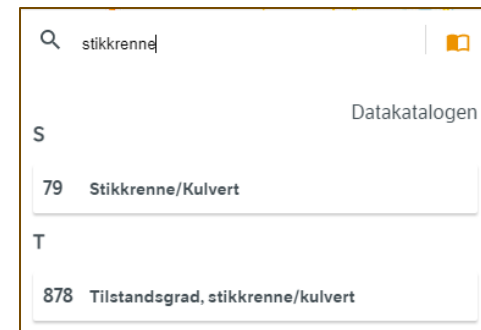 stikkrenne
Datakatalogen
S
79 Stikkrenne/Kulvert
T
878 Tilstandsgrad, stikkrenne/kulvert